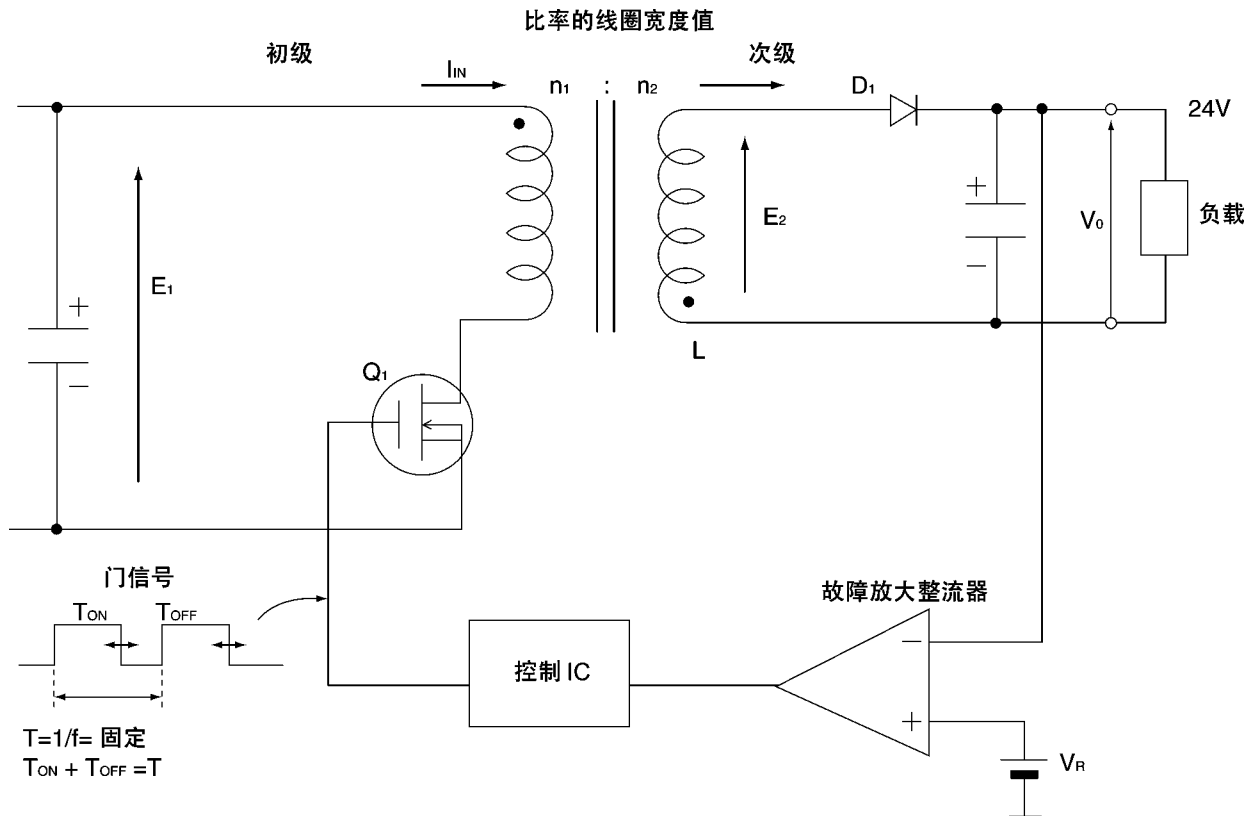 比率的线圈宽度值
初级
次级
IIN
n1 : n2
D1
24V
+
E1
−
E2
+
−
V0
负载
L
Q1
门信号
TON
TOFF
故障放大整流器
控制 IC
−
+
VR
T=1/f= 固定
TON + TOFF =T